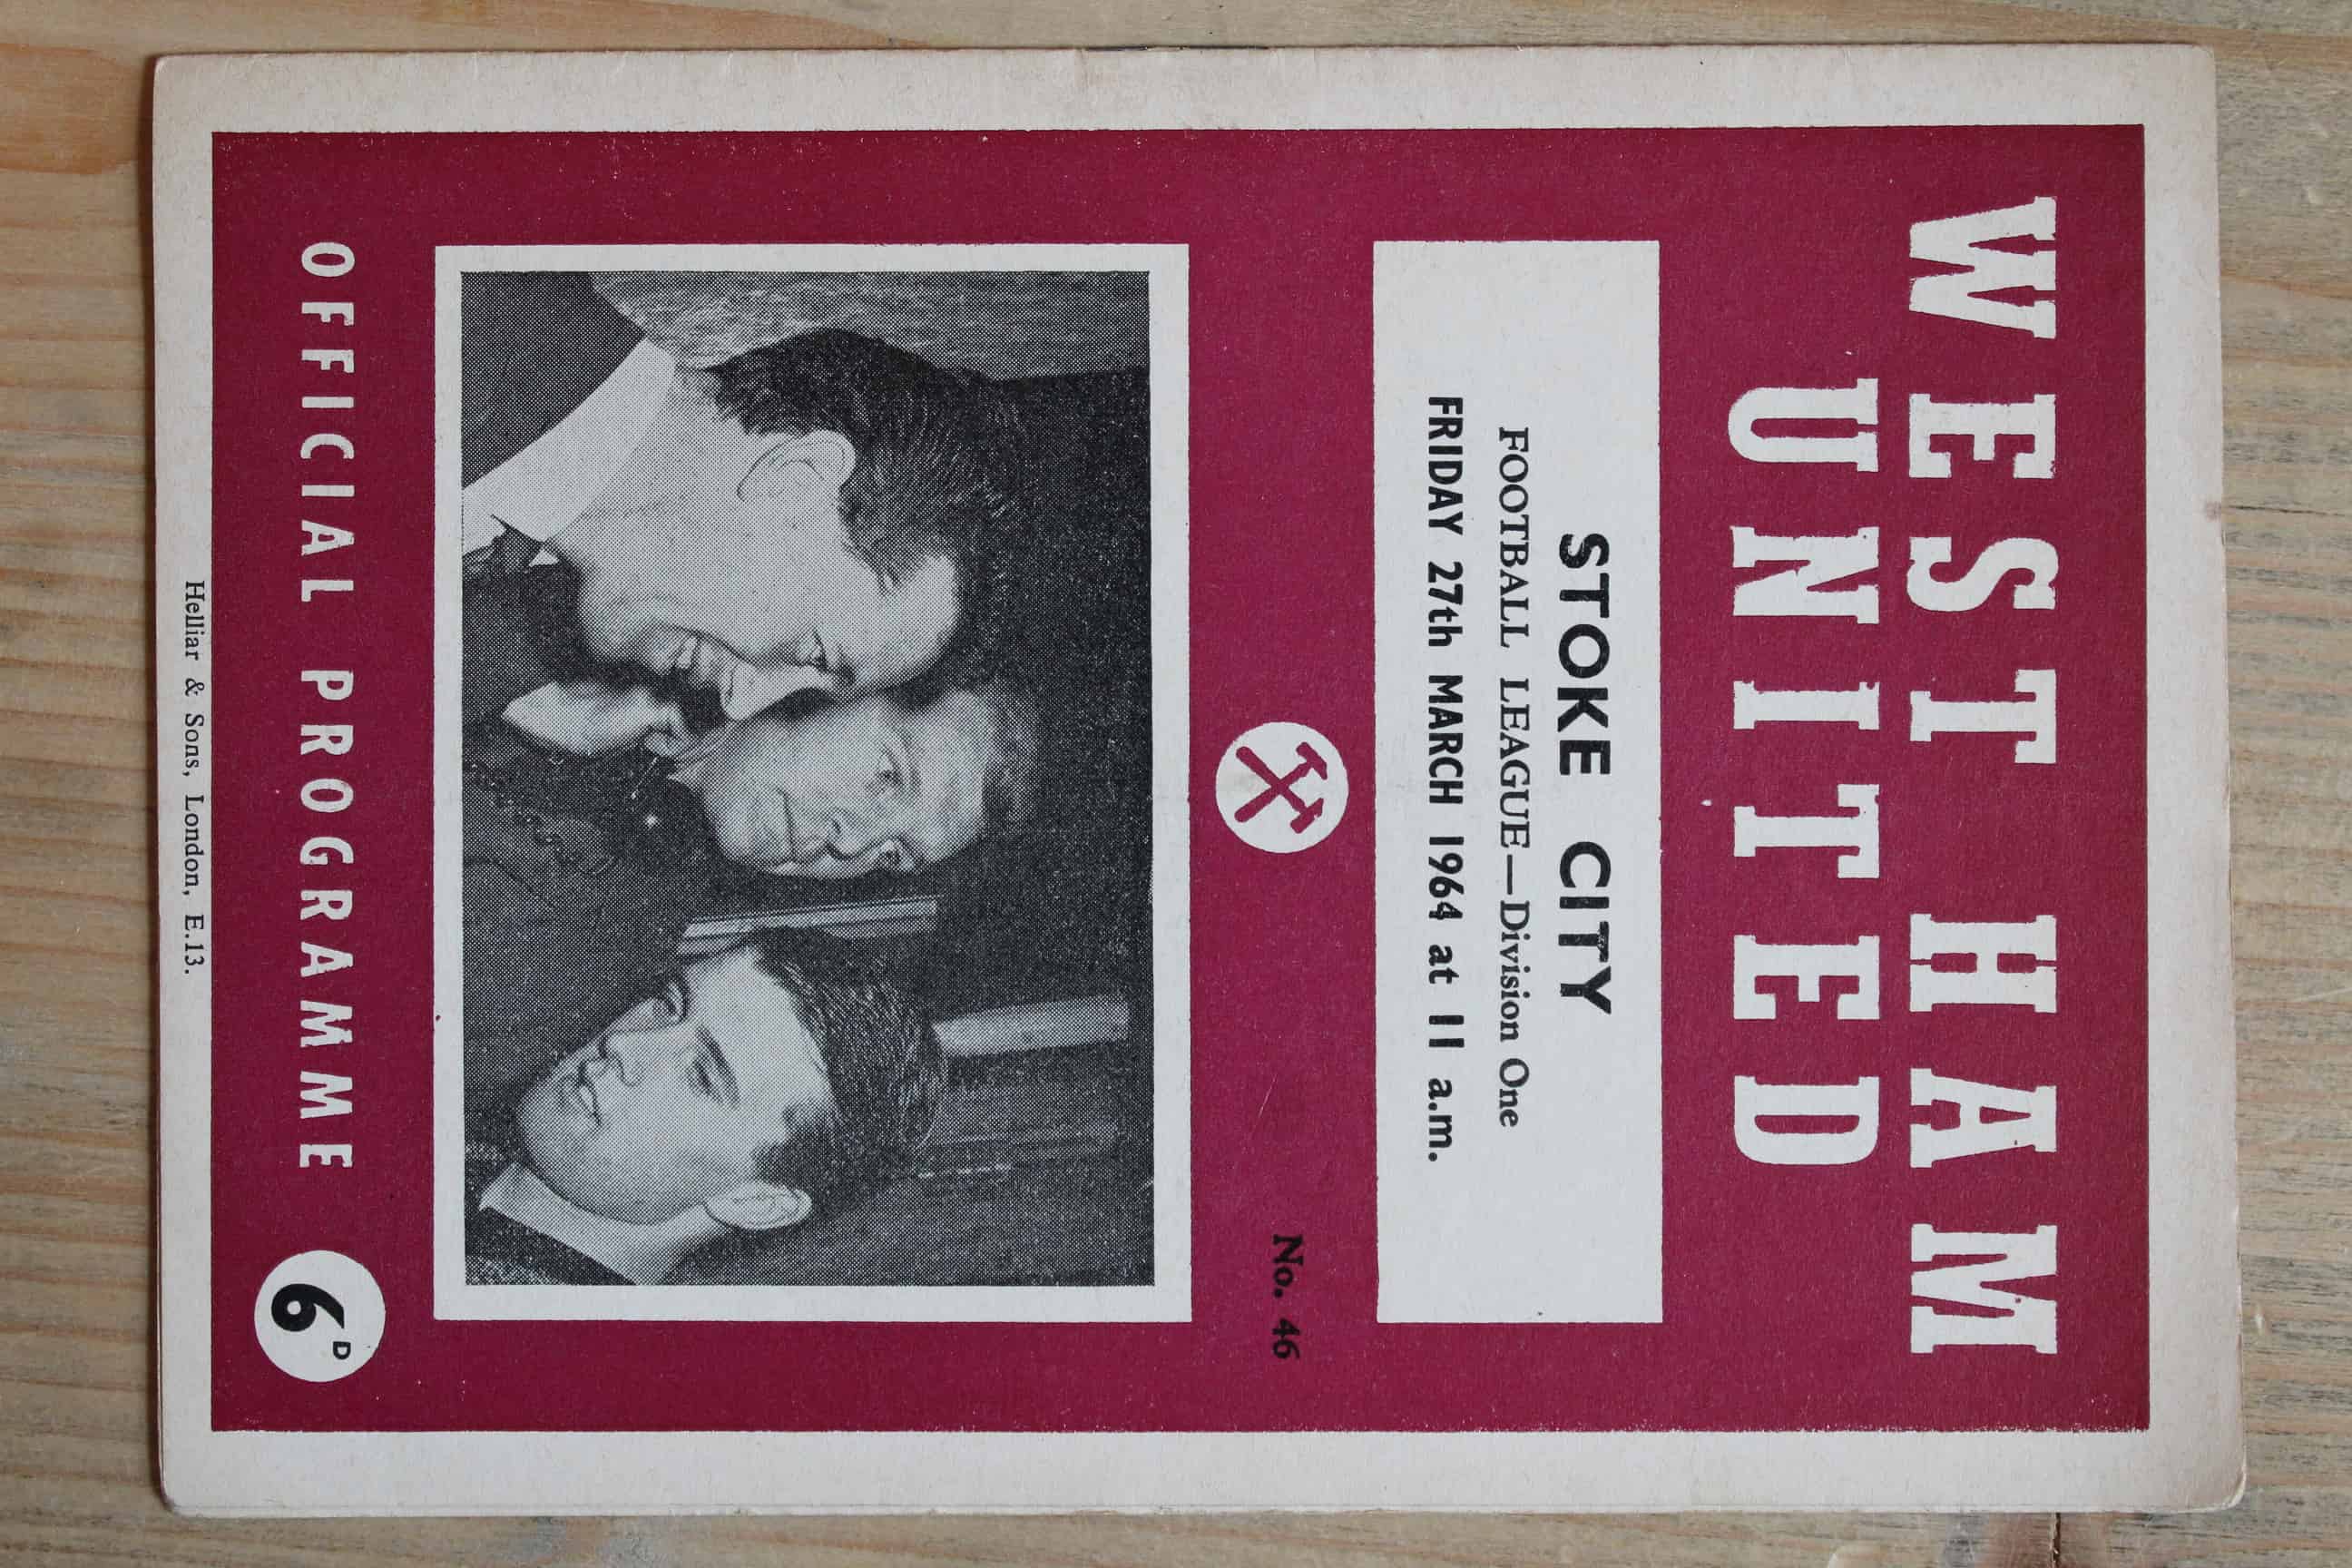 WEST HAM
UNITED
STOKE CITY
FOOTBALL LEAGUE—Division One
FRIDAY 27th MARCH 1964 at 11 a.m.
No. 46
OFFICIAL PROGRAMME
6D
Helliar & Sons, London, E.13.